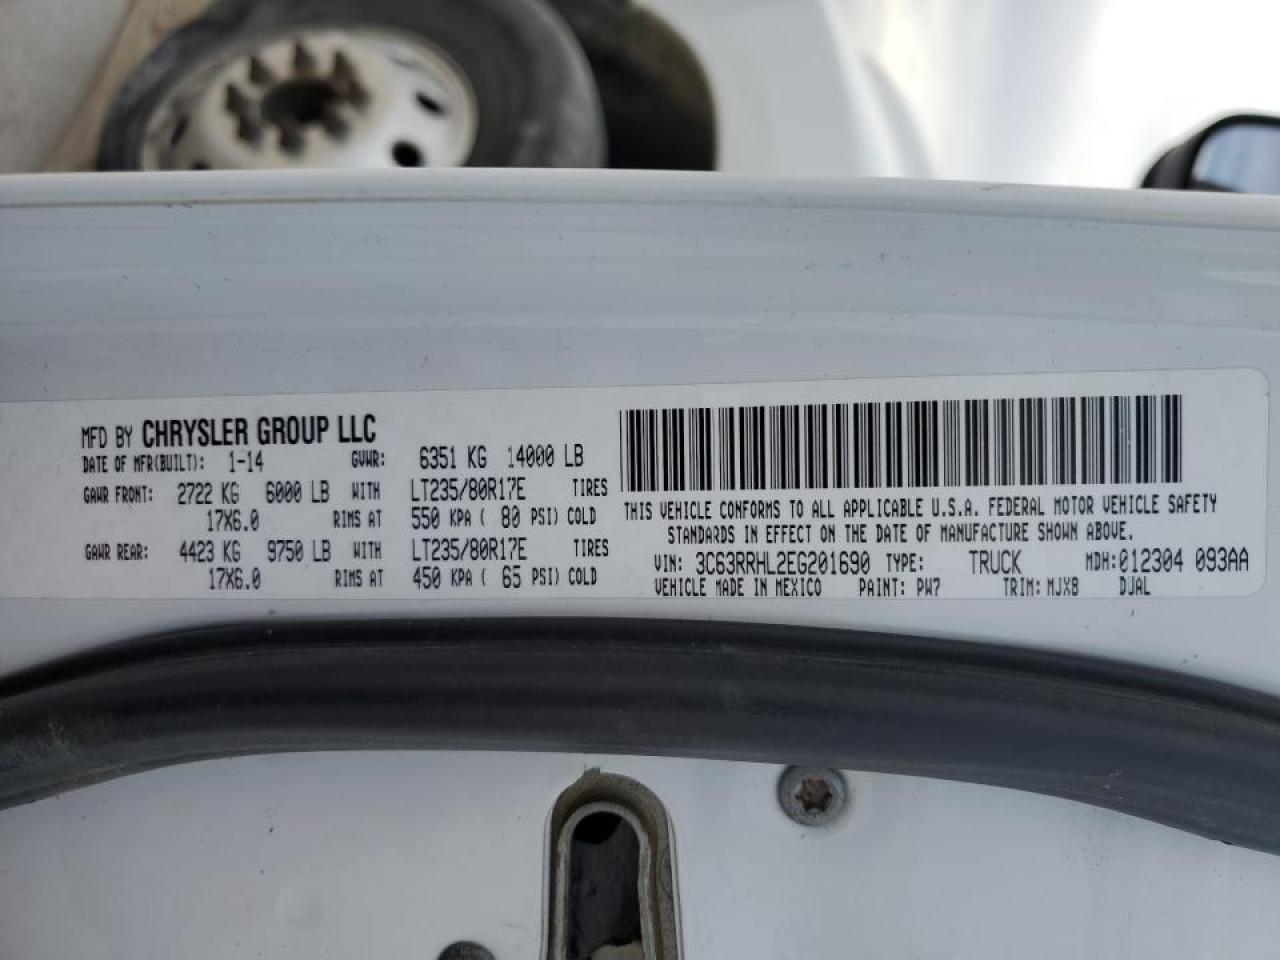 MFD BY CHRYSLER GROUP LLC
DATE OF MFR(BUILT): 1-14 GVWR: 6351 KG 14000 LB
GAWR FRONT: 2722 KG 6000 LB WITH LT235/80R17E TIRES
17X6.0 RIMS AT 550 KPA ( 80 PSI) COLD
GAWR REAR: 4423 KG 9750 LB WITH LT235/80R17E TIRES
17X6.0 RIMS AT 450 KPA ( 65 PSI) COLD
THIS VEHICLE CONFORMS TO ALL APPLICABLE U.S.A. FEDERAL MOTOR VEHICLE SAFETY
STANDARDS IN EFFECT ON THE DATE OF MANUFACTURE SHOWN ABOVE.
VIN: 3C63RRHL2EG201690 TYPE: TRUCK MDH:012304 093AA
VEHICLE MADE IN MEXICO PAINT: PW7 TRIM: MJX8 DJAL